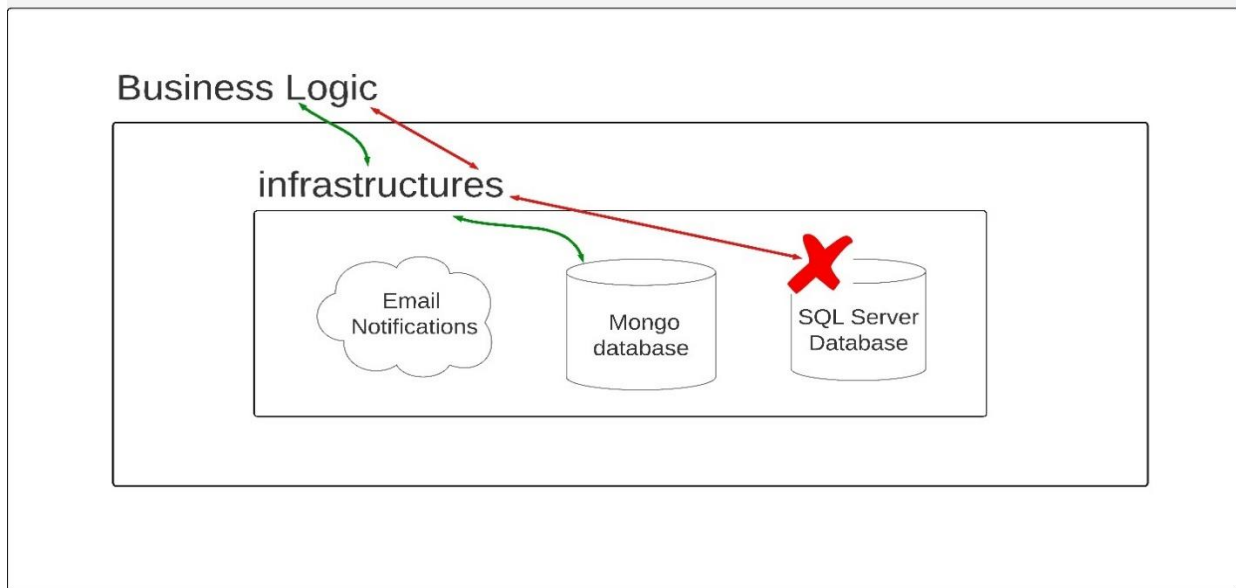 Business Logic
infrastructures
Email
Notifications
Mongo
database
SQL Server
Database